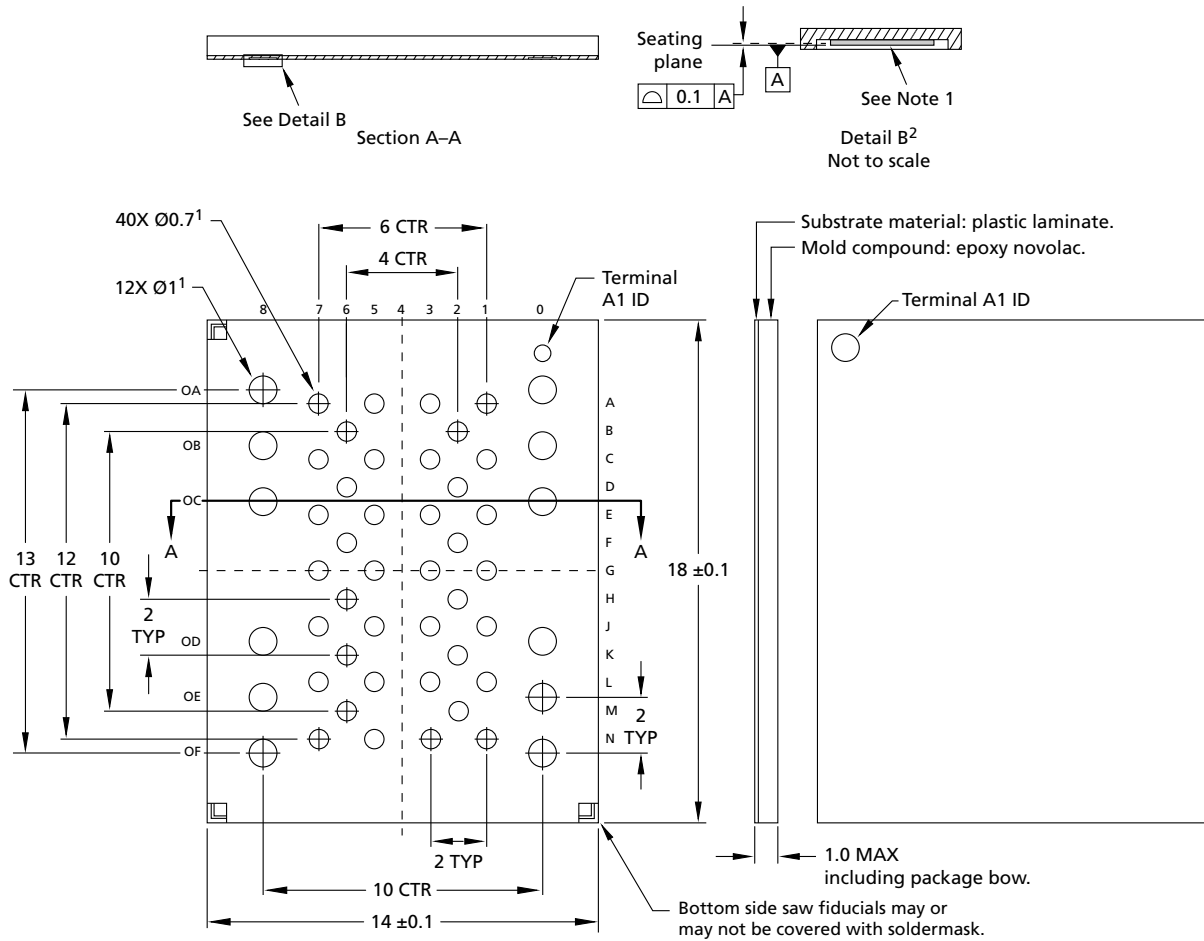 Seating
plane
0.1 A
A
See Note 1
See Detail B
Section A–A
Detail B2
Not to scale
Substrate material: plastic laminate.
Mold compound: epoxy novolac.
40X Ø0.71
6 CTR
4 CTR
12X Ø11
Terminal
A1 ID
Terminal A1 ID
8 7 6 5 4 3 2 1 0
OA
A
B
OB
C
D
OC
E
F
A
A
G
13
CTR
12
CTR
10
CTR
18 ±0.1
H
2
TYP
J
OD
K
L
OE
M
2
TYP
N
OF
2 TYP
10 CTR
14 ±0.1
1.0 MAX
including package bow.
Bottom side saw fiducials may or
may not be covered with soldermask.